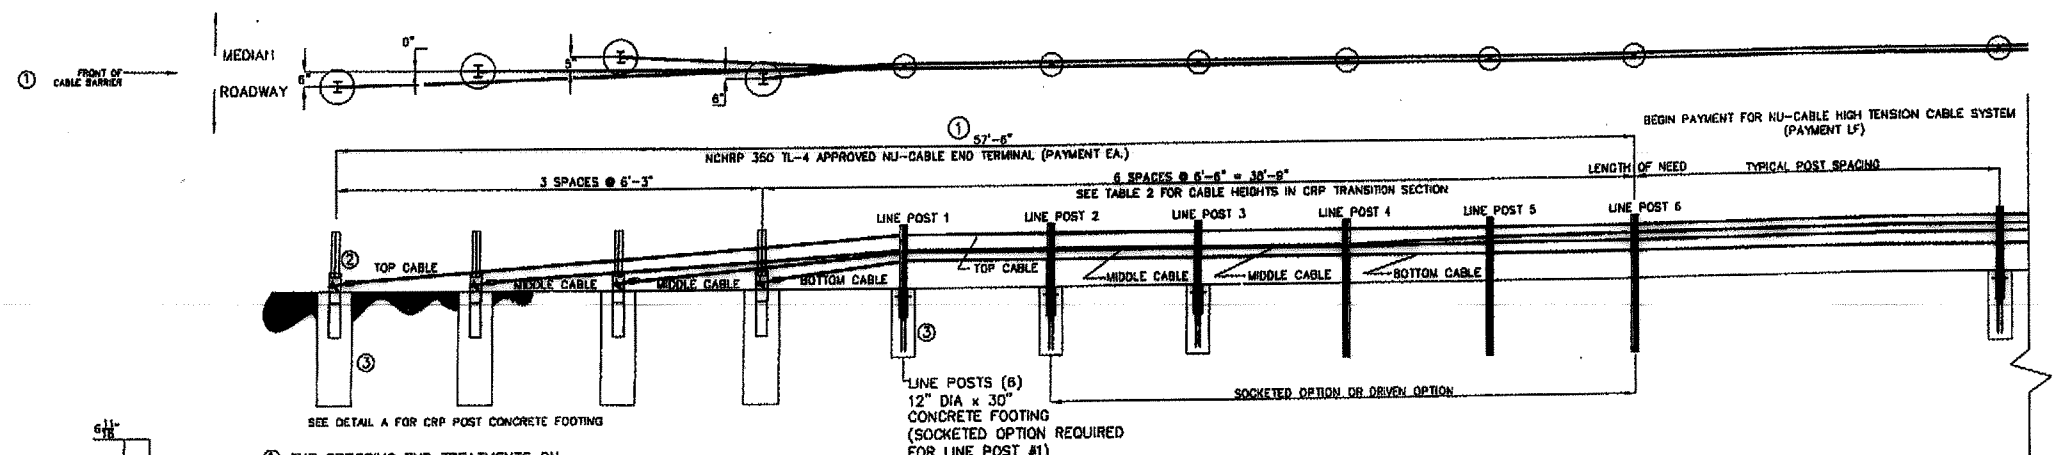 MEDIAN
0"
① FRONT OF
CABLE BARRIER
6"
5"
6"
ROADWAY
①
57'-6"
NCHRP 350 TL-4 APPROVED NU-CABLE END TERMINAL (PAYMENT EA.)
BEGIN PAYMENT FOR NU-CABLE HIGH TENSION CABLE SYSTEM
(PAYMENT LF)
3 SPACES @ 6'-3"
6 SPACES @ 6'-6" = 38'-9"
SEE TABLE 2 FOR CABLE HEIGHTS IN CRP TRANSITION SECTION
LENGTH OF NEED
TYPICAL POST SPACING
LINE POST 1
LINE POST 2
LINE POST 3
LINE POST 4
LINE POST 5
LINE POST 6
②
TOP CABLE
MIDDLE CABLE
MIDDLE CABLE
BOTTOM CABLE
TOP CABLE
MIDDLE CABLE
MIDDLE CABLE
BOTTOM CABLE
③
③
LINE POSTS (6)
12" DIA x 30"
CONCRETE FOOTING
(SOCKETED OPTION REQUIRED
FOR LINE POST #1)
SOCKETED OPTION OR DRIVEN OPTION
SEE DETAIL A FOR CRP POST CONCRETE FOOTING
6 11/16"